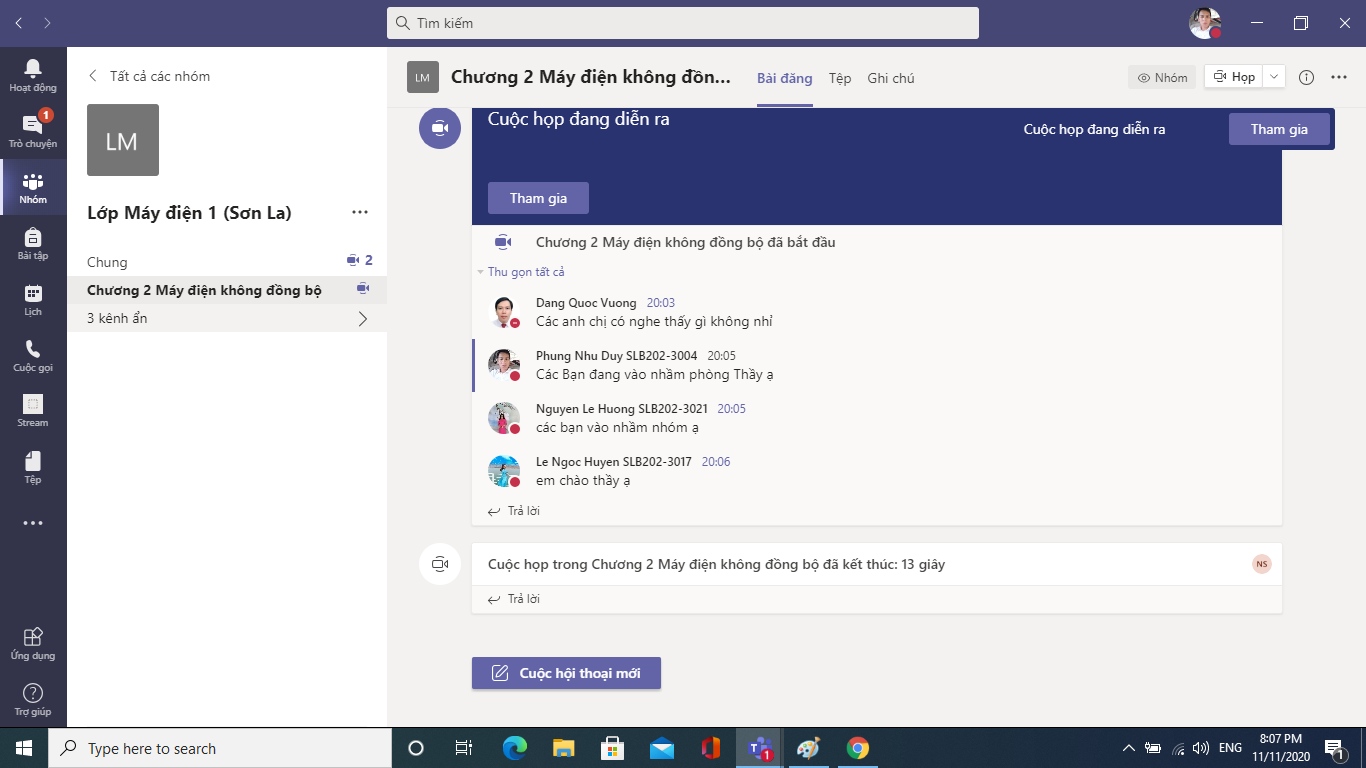 Tìm kiếm
Hoạt động
1
Trò chuyện
Nhóm
Bài tập
Lịch
Cuộc gọi
Stream
Tệp
Ứng dụng
Trợ giúp
Tất cả các nhóm
LM
Lớp Máy điện 1 (Sơn La)
Chung
2
Chương 2 Máy điện không đồng bộ
3 kênh ẩn
LM
Chương 2 Máy điện không đồn...
Bài đăng
Tệp
Ghi chú
Nhóm
Họp
Cuộc họp đang diễn ra
Cuộc họp đang diễn ra
Tham gia
Tham gia
Chương 2 Máy điện không đồng bộ đã bắt đầu
Thu gọn tất cả
Dang Quoc Vuong 20:03
Các anh chị có nghe thấy gì không nhỉ
Phung Nhu Duy SLB202-3004 20:05
Các Bạn đang vào nhầm phòng Thầy ạ
Nguyen Le Huong SLB202-3021 20:05
các bạn vào nhầm nhóm ạ
Le Ngoc Huyen SLB202-3017 20:06
em chào thầy ạ
Trả lời
Cuộc họp trong Chương 2 Máy điện không đồng bộ đã kết thúc: 13 giây
NS
Trả lời
Cuộc hội thoại mới
Type here to search
1
ENG
8:07 PM
11/11/2020
1